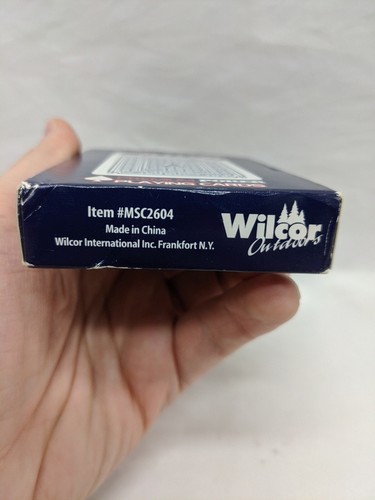 PLAYING CARDS
Item #MSC2604
Made in China
Wilcor International Inc. Frankfort N.Y.
Wilcor
Outdoors